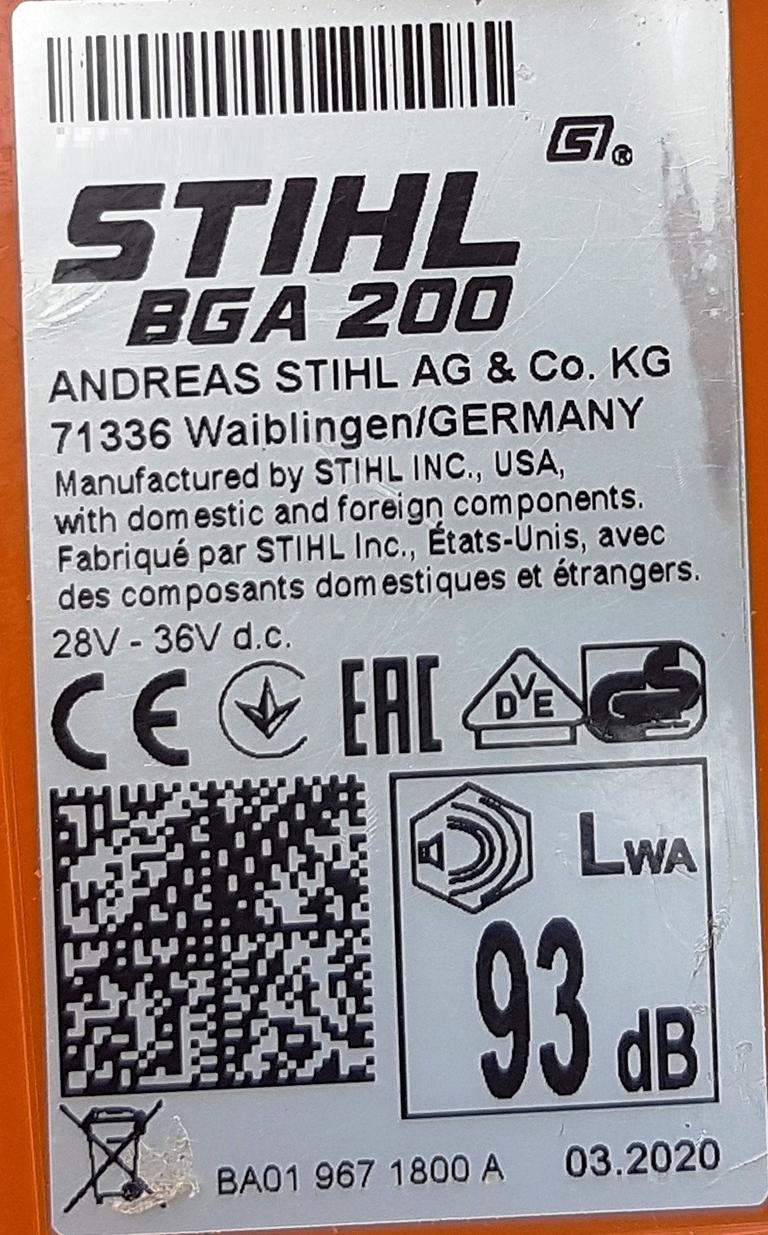 STIHL
BGA 200
ANDREAS STIHL AG & Co. KG
71336 Waiblingen/GERMANY
Manufactured by STIHL INC., USA,
with domestic and foreign components.
Fabriqué par STIHL Inc., États-Unis, avec
des composants domestiques et étrangers.
28V - 36V d.c.
CE EAC DVE GS
LWA
93 dB
BA01 967 1800 A 03.2020